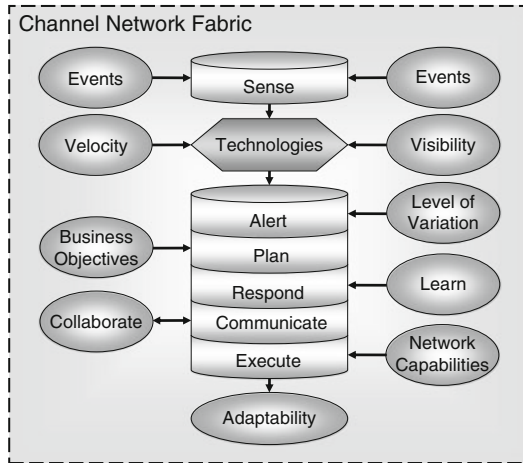 Channel Network Fabric
Events
Sense
Events
Velocity
Technologies
Visibility
Alert
Level of
Variation
Business
Objectives
Plan
Respond
Learn
Collaborate
Communicate
Network
Capabilities
Execute
Adaptability